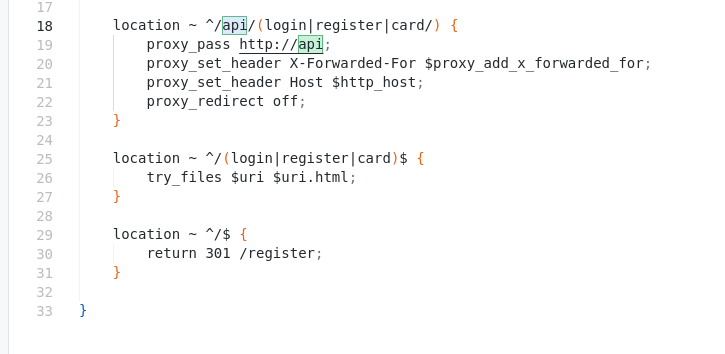 17
18 location ~ ^/api/(login|register|card/) {
19 proxy_pass http://api;
20 proxy_set_header X-Forwarded-For $proxy_add_x_forwarded_for;
21 proxy_set_header Host $http_host;
22 proxy_redirect off;
23 }
24
25 location ~ ^/(login|register|card)$ {
26 try_files $uri $uri.html;
27 }
28
29 location ~ ^/$ {
30 return 301 /register;
31 }
32
33 }